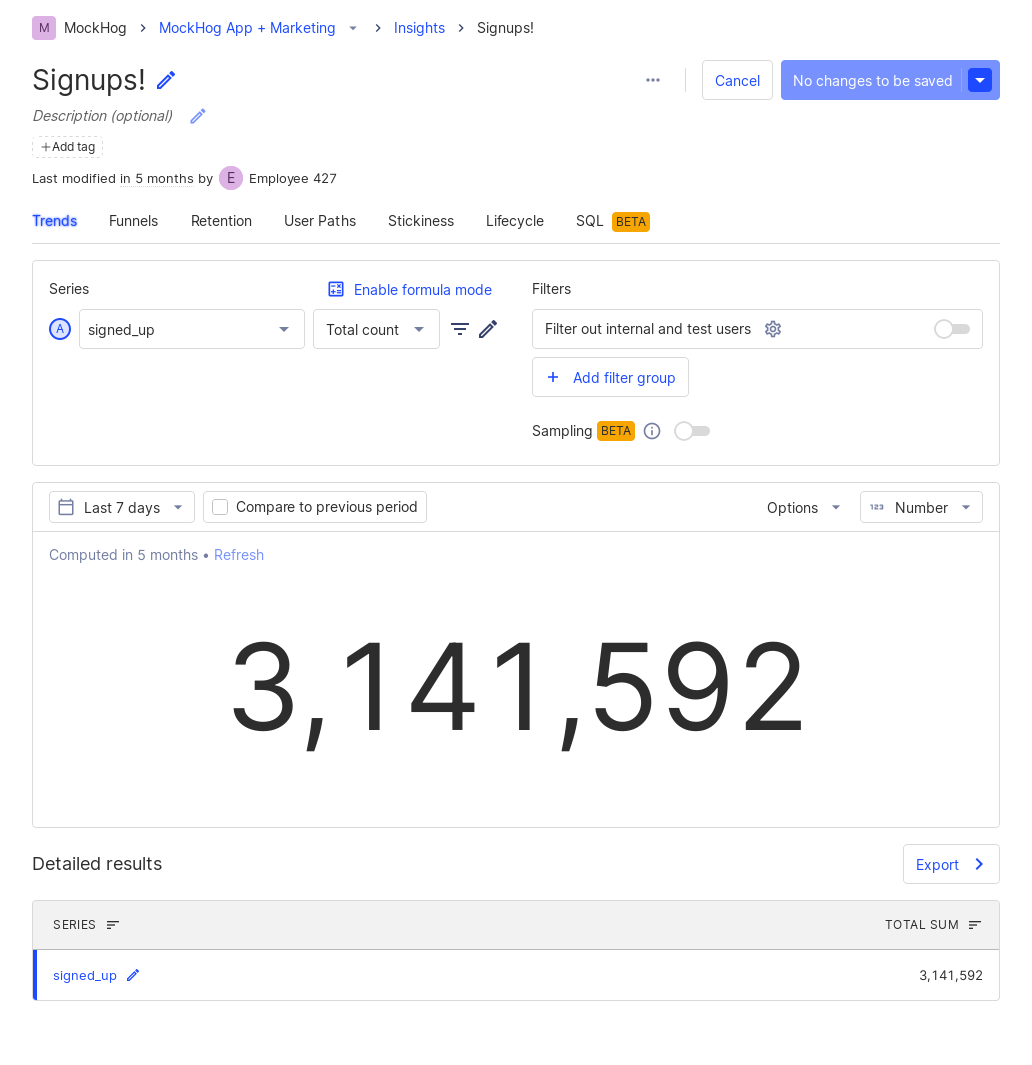 M MockHog MockHog App + Marketing Insights Signups!
Signups!
Cancel No changes to be saved
Description (optional)
Add tag
Last modified in 5 months by E Employee 427
Trends Funnels Retention User Paths Stickiness Lifecycle SQL BETA
Series Enable formula mode
A signed_up Total count
Filters
Filter out internal and test users
Add filter group
Sampling BETA
Last 7 days Compare to previous period Options 123 Number
Computed in 5 months • Refresh
3,141,592
Detailed results Export
SERIES TOTAL SUM
signed_up 3,141,592